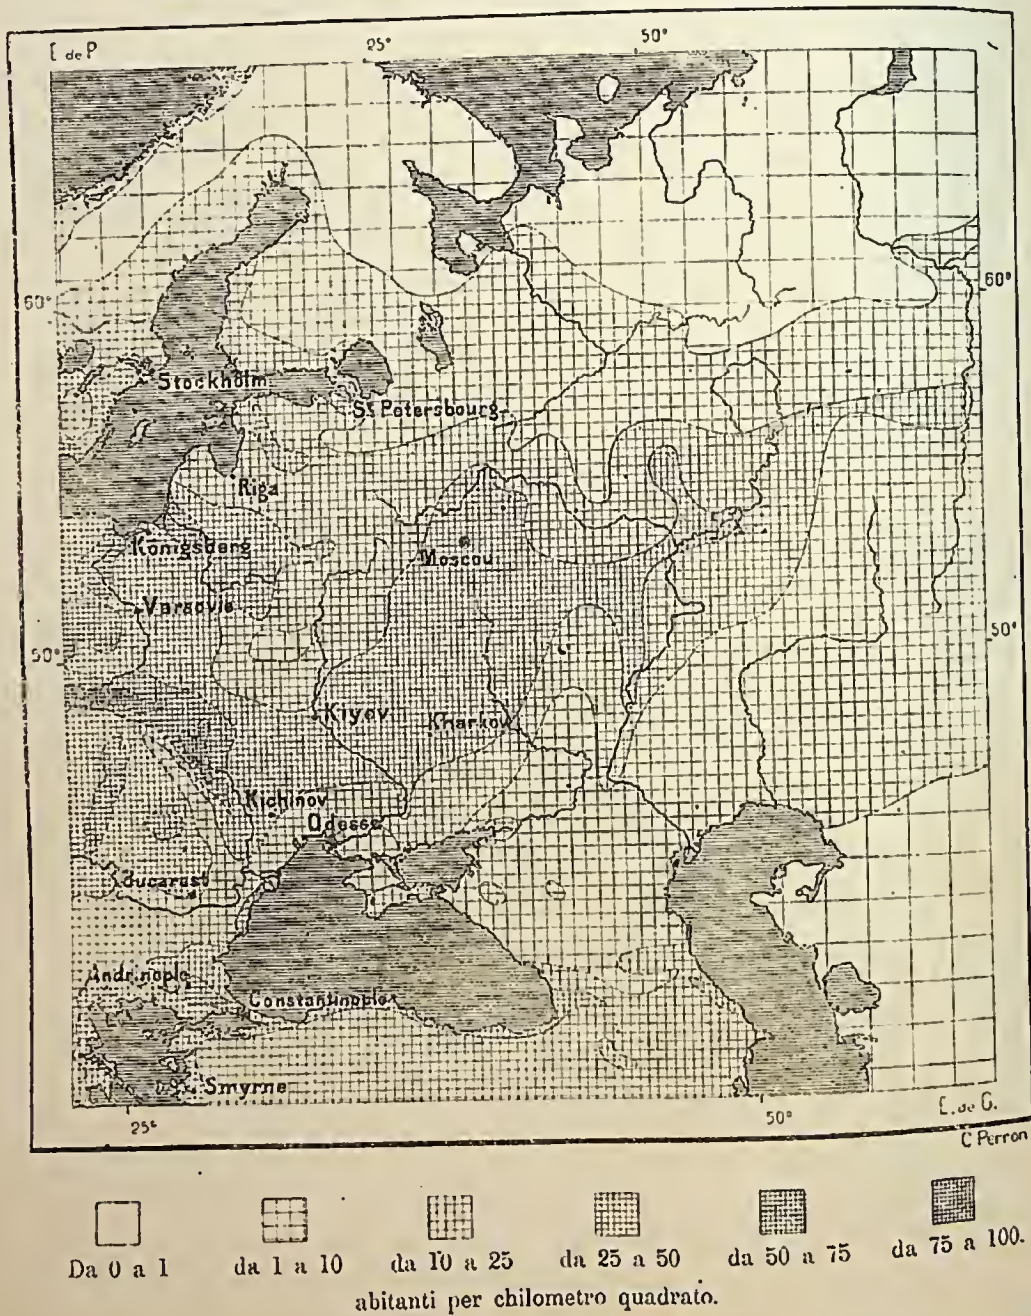 E de P.
25°
50°
60°
60°
Stockholm
St Petersbourg
Riga
Königsberg
Moscou
Varsovie
50°
50°
Kiyov
Kharkov
Kichinov
Odessa
Bucarest
Andrinople
Constantinople
Smyrne
25°
50°
E. de G.
C Perron
Da 0 a 1
da 1 a 10
da 10 a 25
da 25 a 50
da 50 a 75
da 75 a 100.
abitanti per chilometro quadrato.